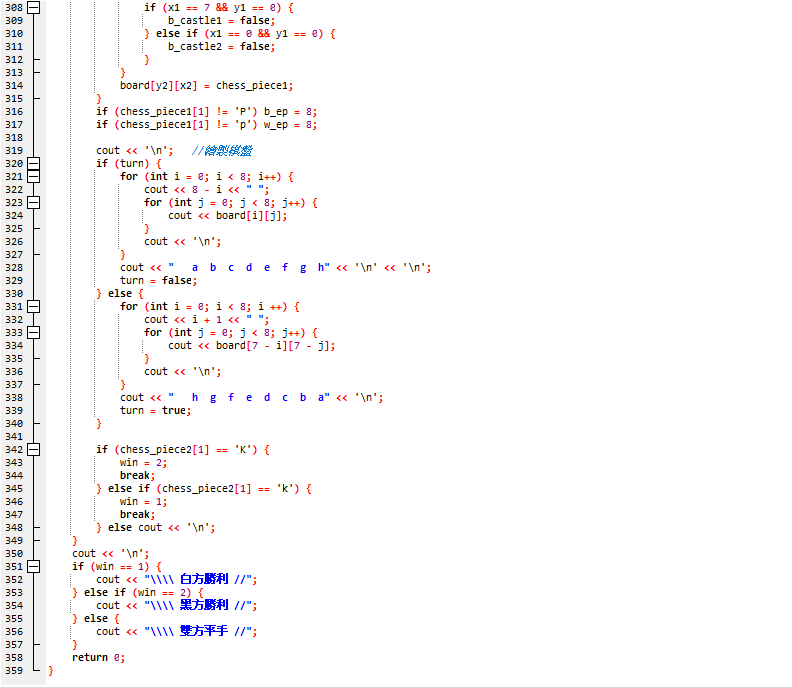 308 if (x1 == 7 && y1 == 0) {
309 b_castle1 = false;
310 } else if (x1 == 0 && y1 == 0) {
311 b_castle2 = false;
312 }
313 }
314 board[y2][x2] = chess_piece1;
315 }
316 if (chess_piece1[1] != 'P') b_ep = 8;
317 if (chess_piece1[1] != 'p') w_ep = 8;
318
319 cout << '\n'; //繪製棋盤
320 if (turn) {
321 for (int i = 0; i < 8; i++) {
322 cout << 8 - i << " ";
323 for (int j = 0; j < 8; j++) {
324 cout << board[i][j];
325 }
326 cout << '\n';
327 }
328 cout << "   a  b  c  d  e  f  g  h" << '\n' << '\n';
329 turn = false;
330 } else {
331 for (int i = 0; i < 8; i ++) {
332 cout << i + 1 << " ";
333 for (int j = 0; j < 8; j++) {
334 cout << board[7 - i][7 - j];
335 }
336 cout << '\n';
337 }
338 cout << "   h  g  f  e  d  c  b  a" << '\n';
339 turn = true;
340 }
341
342 if (chess_piece2[1] == 'K') {
343 win = 2;
344 break;
345 } else if (chess_piece2[1] == 'k') {
346 win = 1;
347 break;
348 } else cout << '\n';
349 }
350 cout << '\n';
351 if (win == 1) {
352 cout << "\\\\ 白方勝利 //";
353 } else if (win == 2) {
354 cout << "\\\\ 黑方勝利 //";
355 } else {
356 cout << "\\\\ 雙方平手 //";
357 }
358 return 0;
359 }